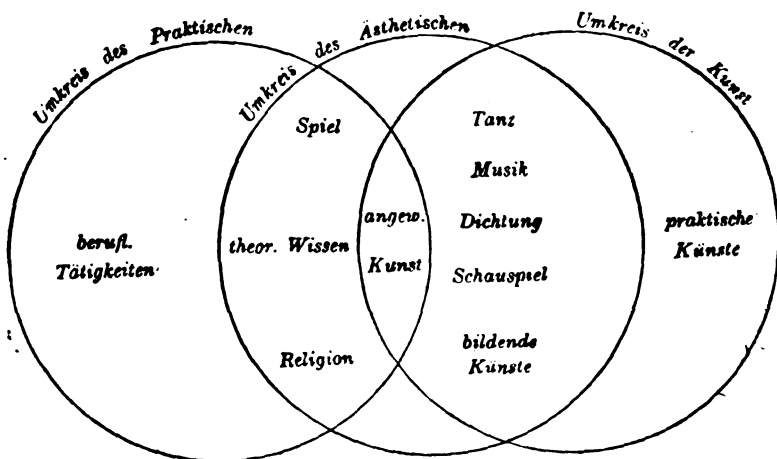 Umkreis des Praktischen
Umkreis des Ästhetischen
Umkreis der Kunst
Spiel
Tanz
Musik
angew.
Kunst
Dichtung
praktische
Künste
berufl.
Tätigkeiten
theor. Wissen
Schauspiel
Religion
bildende
Künste